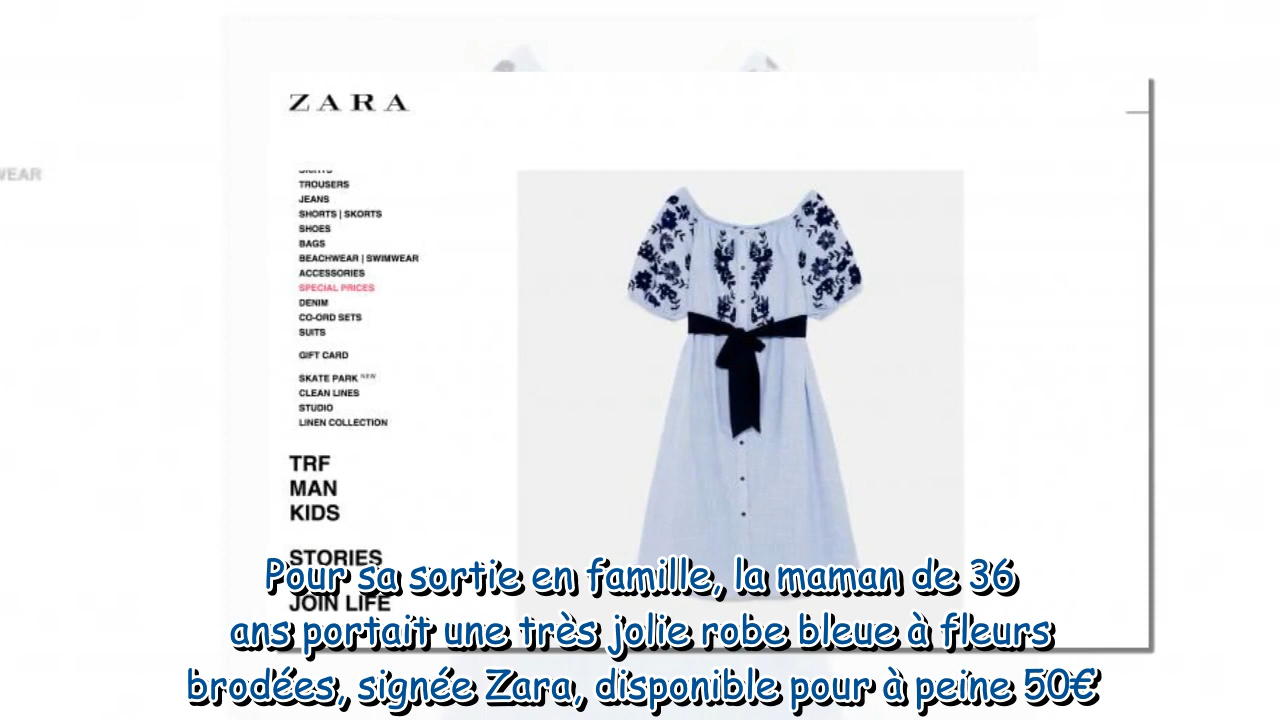 ZARA
WEAR
TROUSERS
JEANS
SHORTS | SKORTS
SHOES
BAGS
BEACHWEAR | SWIMWEAR
ACCESSORIES
SPECIAL PRICES
DENIM
CO-ORD SETS
SUITS
GIFT CARD
SKATE PARK NEW
CLEAN LINES
STUDIO
LINEN COLLECTION
TRF
MAN
KIDS
STORIES
JOIN LIFE
Pour sa sortie en famille, la maman de 36
ans portait une très jolie robe bleue à fleurs
brodées, signée Zara, disponible pour à peine 50€